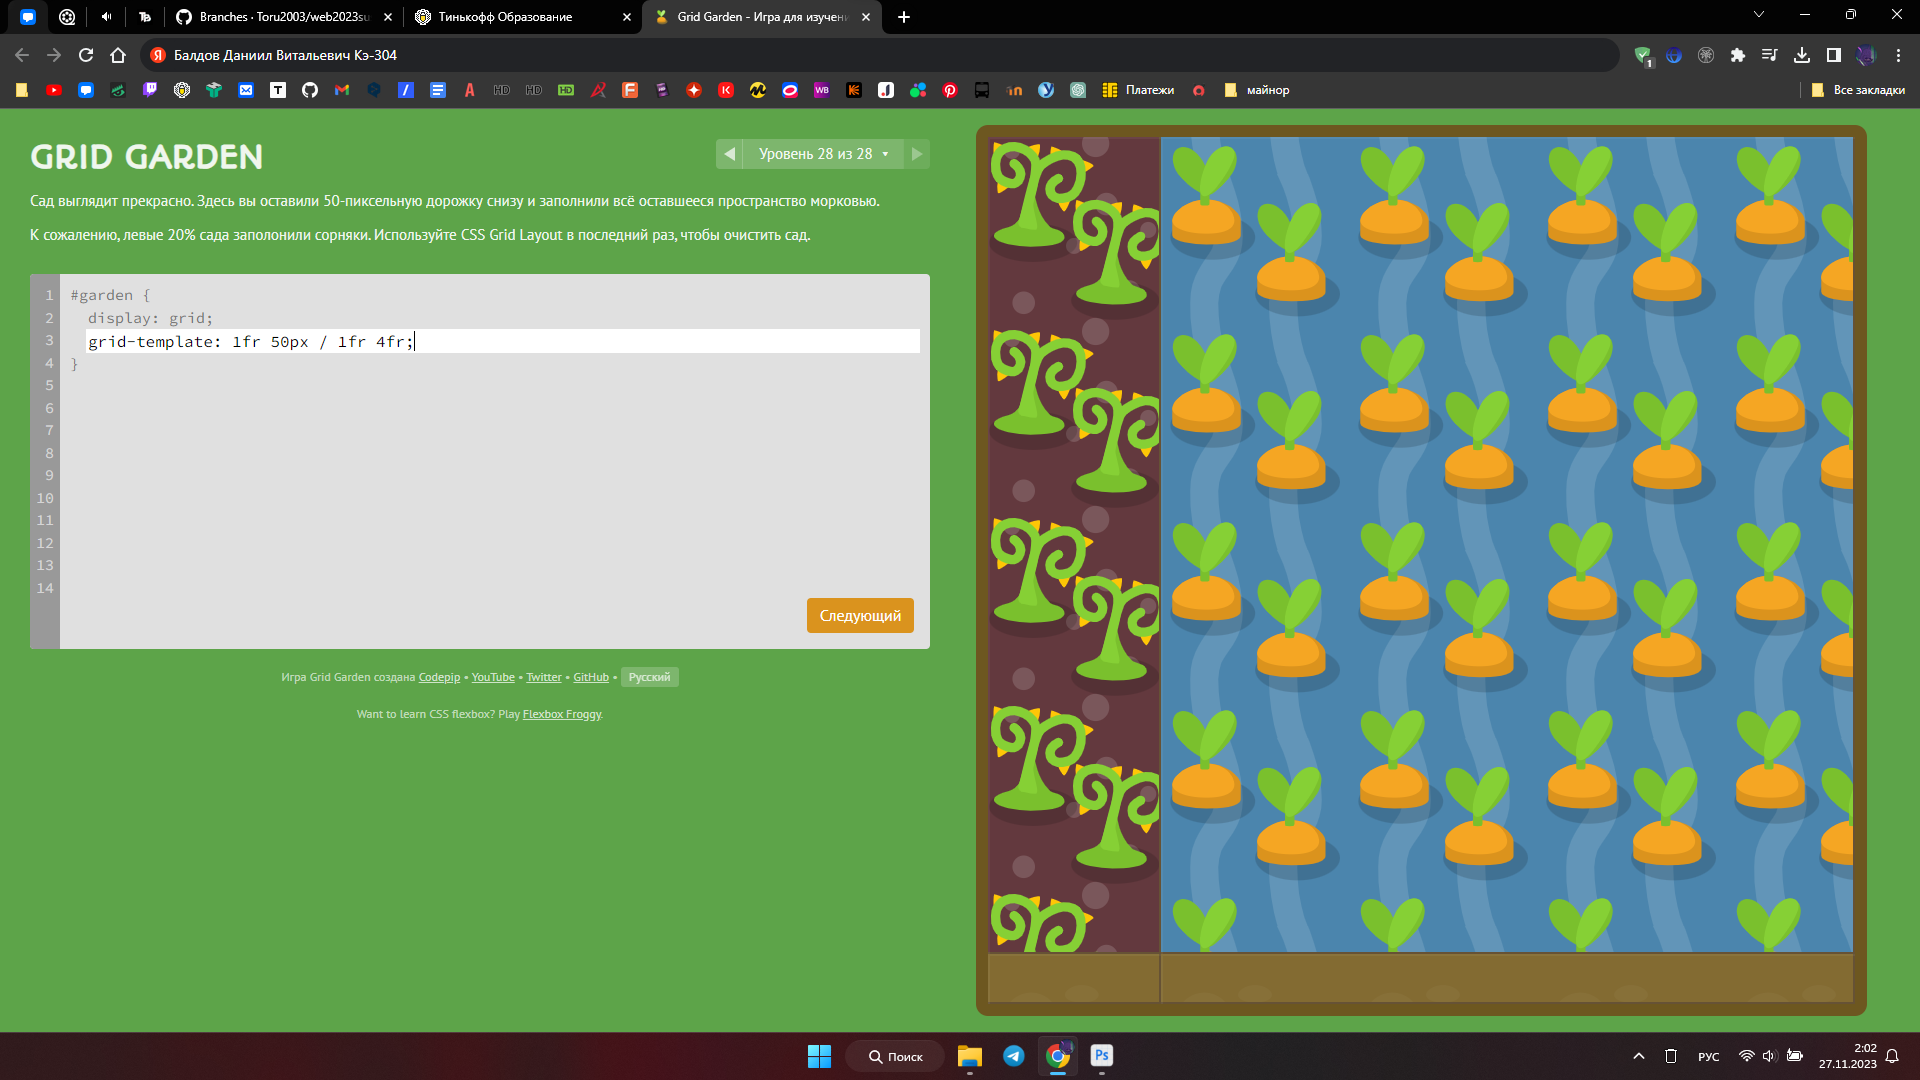 Branches · Toru2003/web2023su
Тинькофф Образование
Grid Garden - Игра для изучени
Балдов Даниил Витальевич Кэ-304
Платежи
майнор
Все закладки
GRID GARDEN
Уровень 28 из 28
Сад выглядит прекрасно. Здесь вы оставили 50-пиксельную дорожку снизу и заполнили всё оставшееся пространство морковью.
К сожалению, левые 20% сада заполонили сорняки. Используйте CSS Grid Layout в последний раз, чтобы очистить сад.
1 #garden {
2 display: grid;
3 grid-template: 1fr 50px / 1fr 4fr;
4 }
5
6
7
8
9
10
11
12
13
14
Следующий
Игра Grid Garden создана Codepip • YouTube • Twitter • GitHub • Русский
Want to learn CSS flexbox? Play Flexbox Froggy.
Поиск
Ps
РУС
2:02
27.11.2023